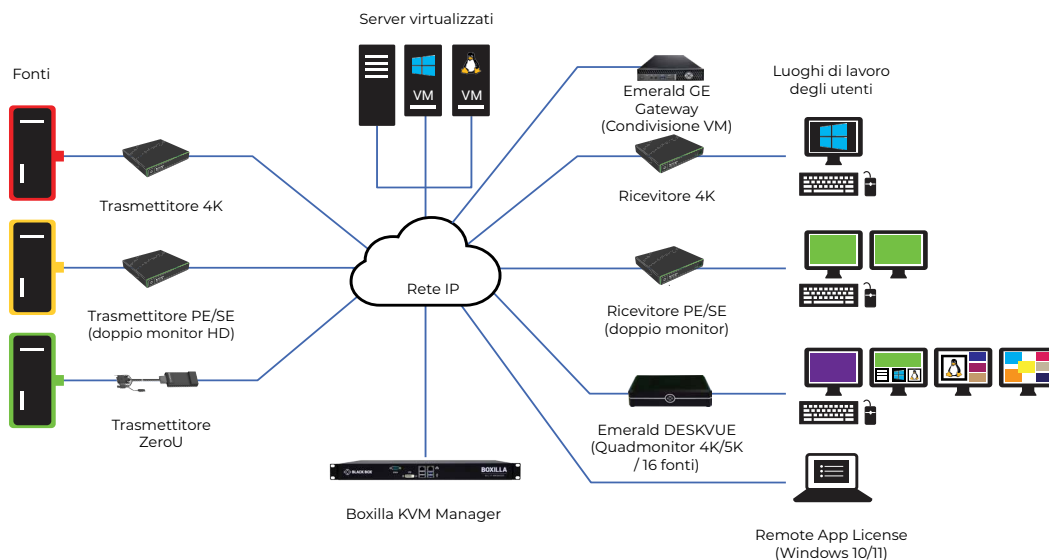 Server virtualizzati
Fonti
VM
VM
Emerald GE
Gateway
(Condivisione VM)
Luoghi di lavoro
degli utenti
Trasmettitore 4K
Ricevitore 4K
Rete IP
Trasmettitore PE/SE
(doppio monitor HD)
Ricevitore PE/SE
(doppio monitor)
Trasmettitore
ZeroU
Emerald DESKVUE
(Quadmonitor 4K/5K
/ 16 fonti)
BLACK BOX
BOXILLA
Boxilla KVM Manager
Remote App License
(Windows 10/11)